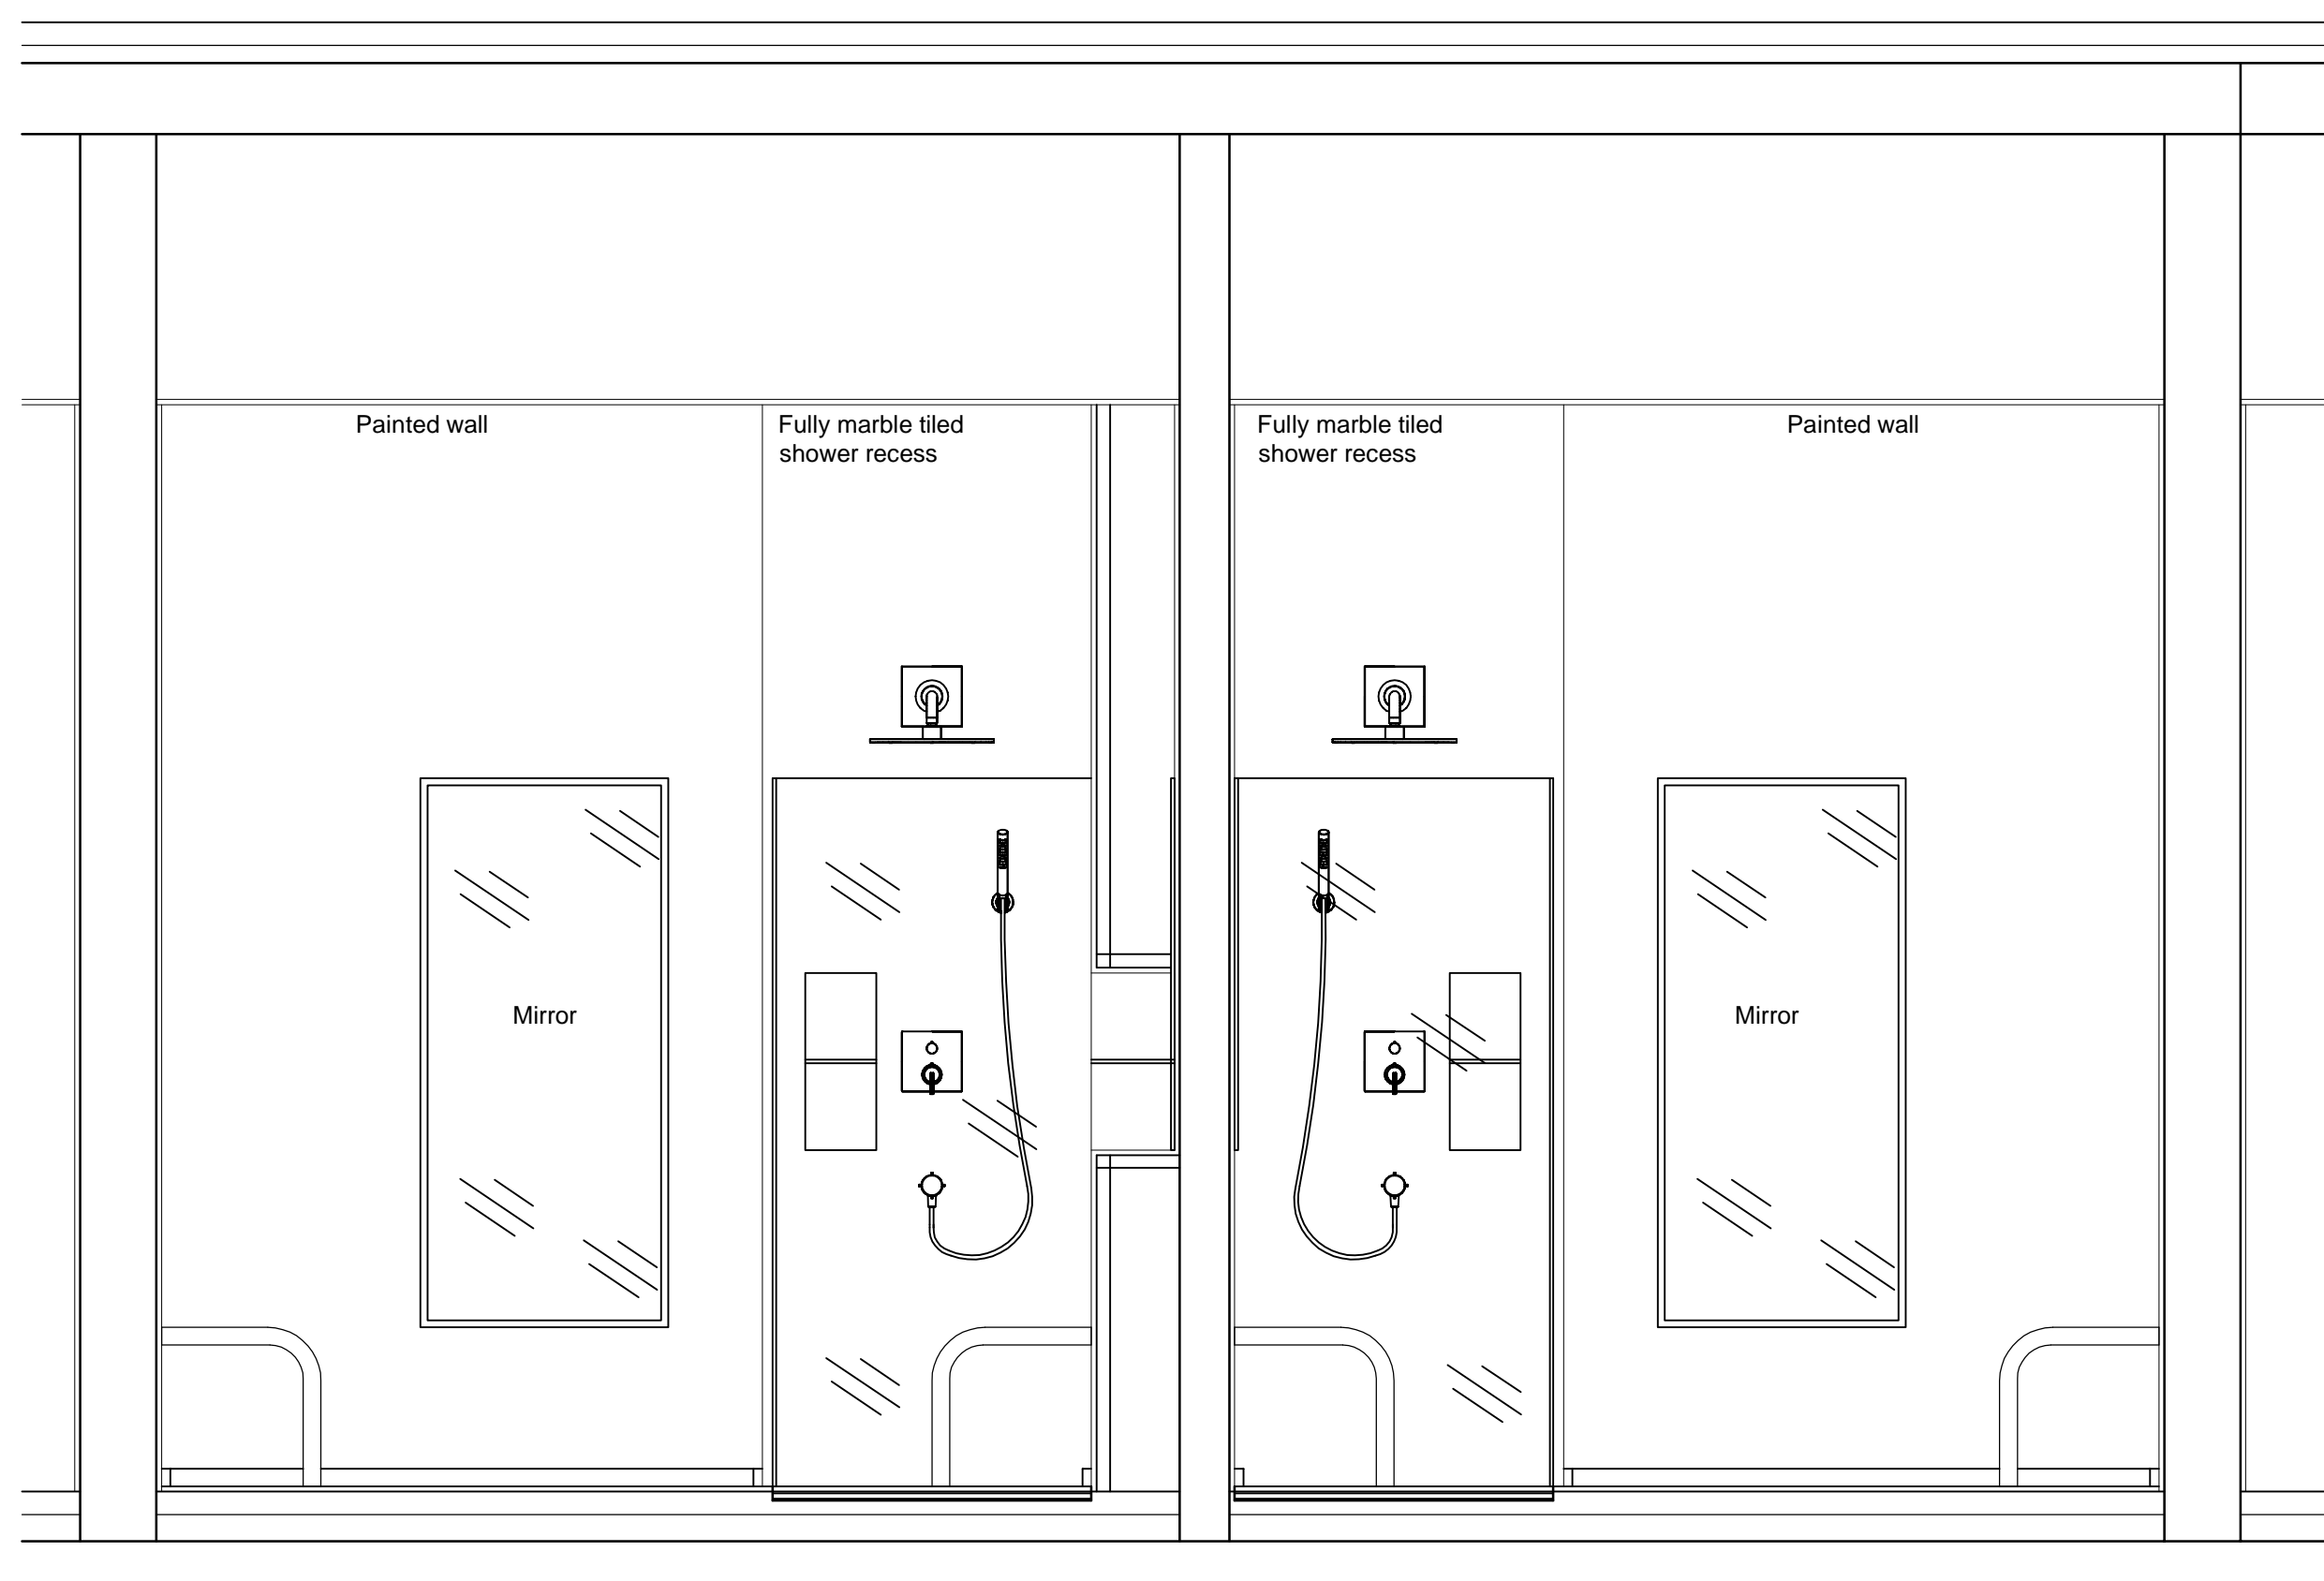 Painted wall
Fully marble tiled
shower recess
Fully marble tiled
shower recess
Painted wall
Mirror
Mirror